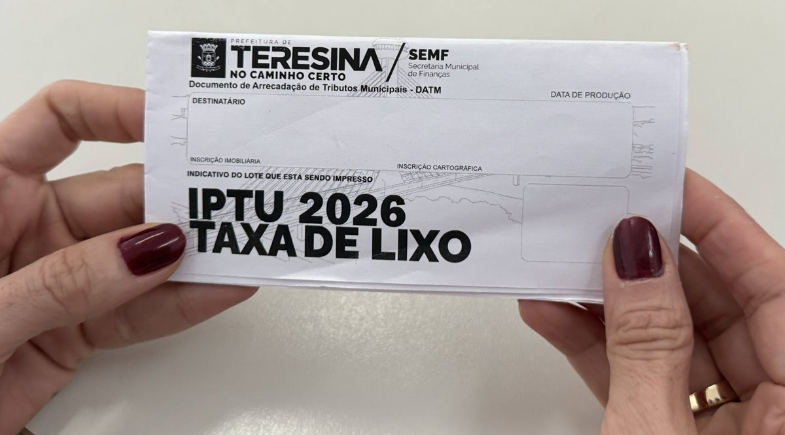 PREFEITURA DE
TERESINA
NO CAMINHO CERTO
SEMF
Secretaria Municipal
de Finanças
Documento de Arrecadação de Tributos Municipais - DATM
DESTINATÁRIO
DATA DE PRODUÇÃO
INSCRIÇÃO IMOBILIÁRIA
INSCRIÇÃO CARTOGRÁFICA
INDICATIVO DO LOTE QUE ESTA SENDO IMPRESSO
IPTU 2026
TAXA DE LIXO